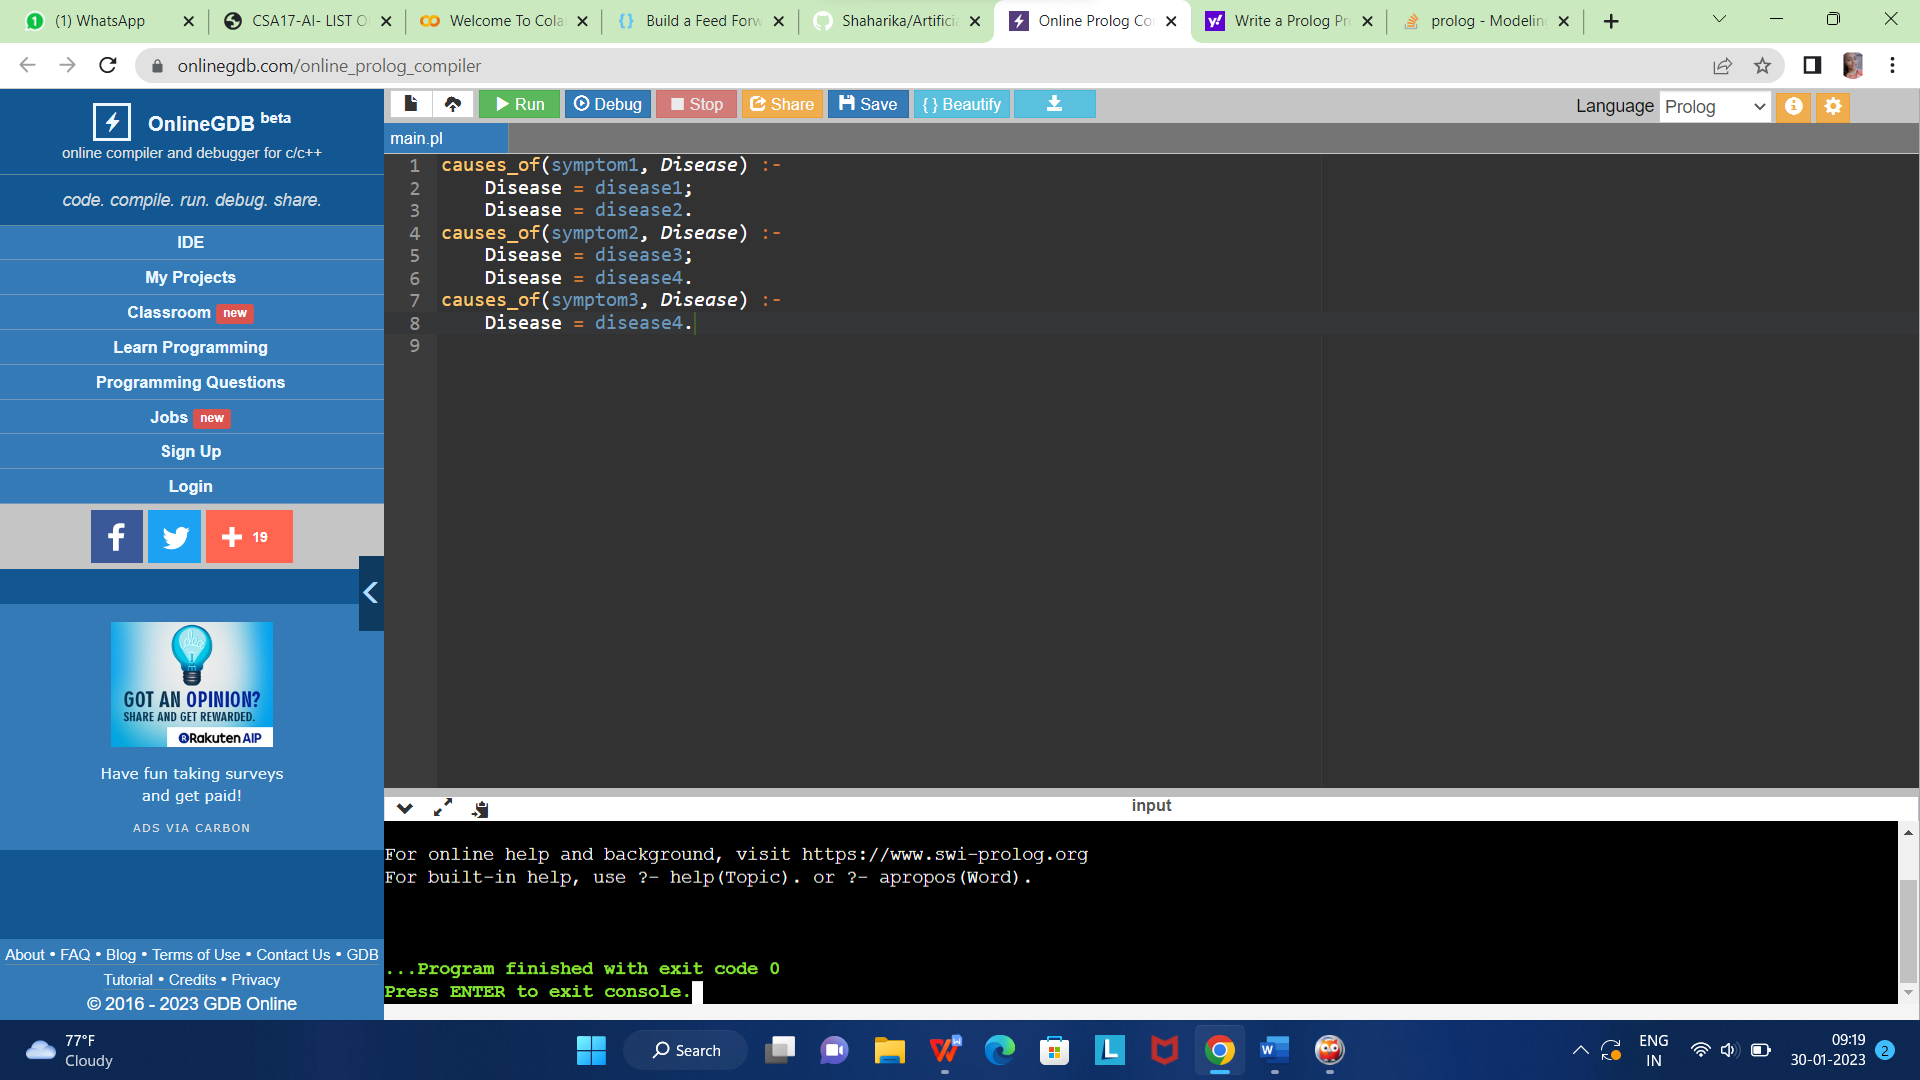 (1) WhatsApp
CSA17-AI- LIST O
Welcome To Cola
Build a Feed Forw
Shaharika/Artificia
Online Prolog Co
Write a Prolog Pr
prolog - Modelin
onlinegdb.com/online_prolog_compiler
OnlineGDB beta
online compiler and debugger for c/c++
code. compile. run. debug. share.
IDE
My Projects
Classroom new
Learn Programming
Programming Questions
Jobs new
Sign Up
Login
19
GOT AN OPINION?
SHARE AND GET REWARDED.
Rakuten AIP
Have fun taking surveys
and get paid!
ADS VIA CARBON
About • FAQ • Blog • Terms of Use • Contact Us • GDB
Tutorial • Credits • Privacy
© 2016 - 2023 GDB Online
Run Debug Stop Share Save { } Beautify
Language Prolog
main.pl
1 causes_of(symptom1, Disease) :-
2     Disease = disease1;
3     Disease = disease2.
4 causes_of(symptom2, Disease) :-
5     Disease = disease3;
6     Disease = disease4.
7 causes_of(symptom3, Disease) :-
8     Disease = disease4.
9
input
For online help and background, visit https://www.swi-prolog.org
For built-in help, use ?- help(Topic). or ?- apropos(Word).
...Program finished with exit code 0
Press ENTER to exit console.
77°F
Cloudy
Search
ENG
IN
09:19
30-01-2023
2